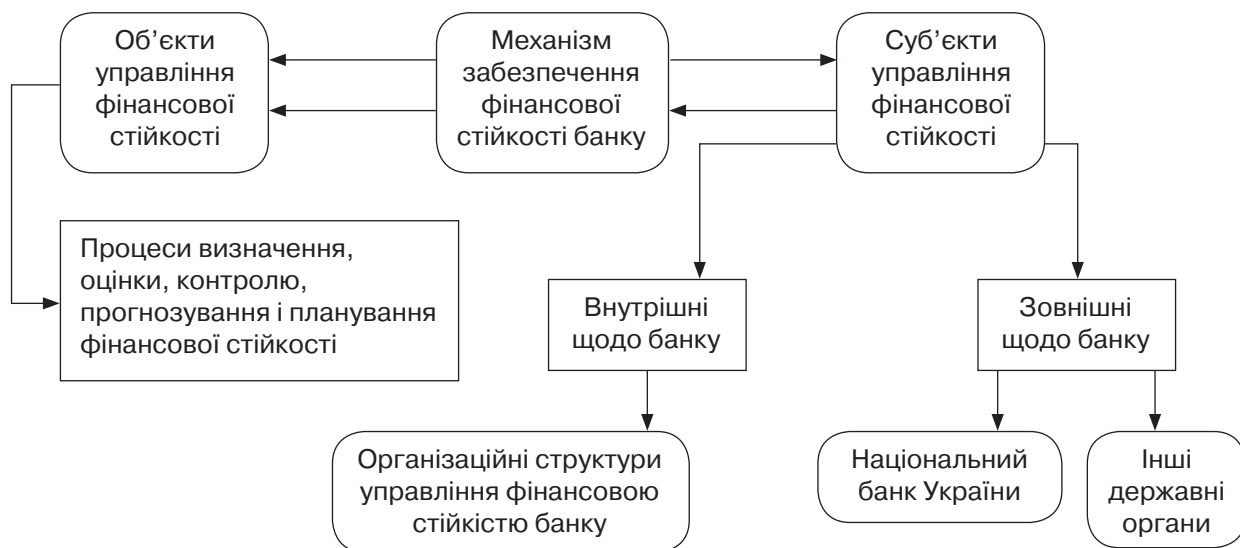 Об’єкти
управління
фінансової
стійкості
Механізм
забезпечення
фінансової
стійкості банку
Суб’єкти
управління
фінансової
стійкості
Процеси визначення,
оцінки, контролю,
прогнозування і планування
фінансової стійкості
Внутрішні
щодо банку
Зовнішні
щодо банку
Організаційні структури
управління фінансовою
стійкістю банку
Національний
банк України
Інші
державні
органи